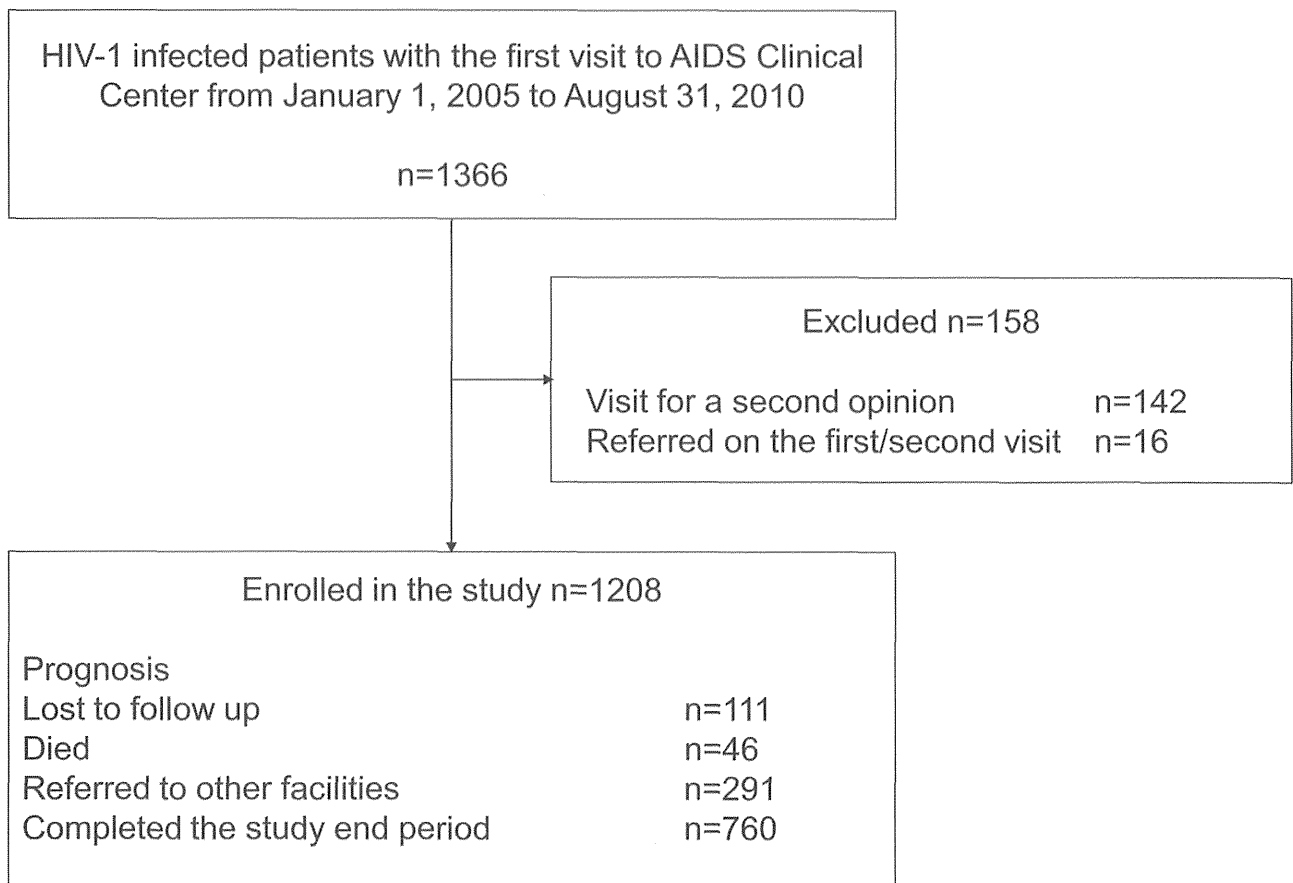 HIV-1 infected patients with the first visit to AIDS Clinical
Center from January 1, 2005 to August 31, 2010
n=1366
Excluded n=158
Visit for a second opinion n=142
Referred on the first/second visit n=16
Enrolled in the study n=1208
Prognosis
Lost to follow up n=111
Died n=46
Referred to other facilities n=291
Completed the study end period n=760